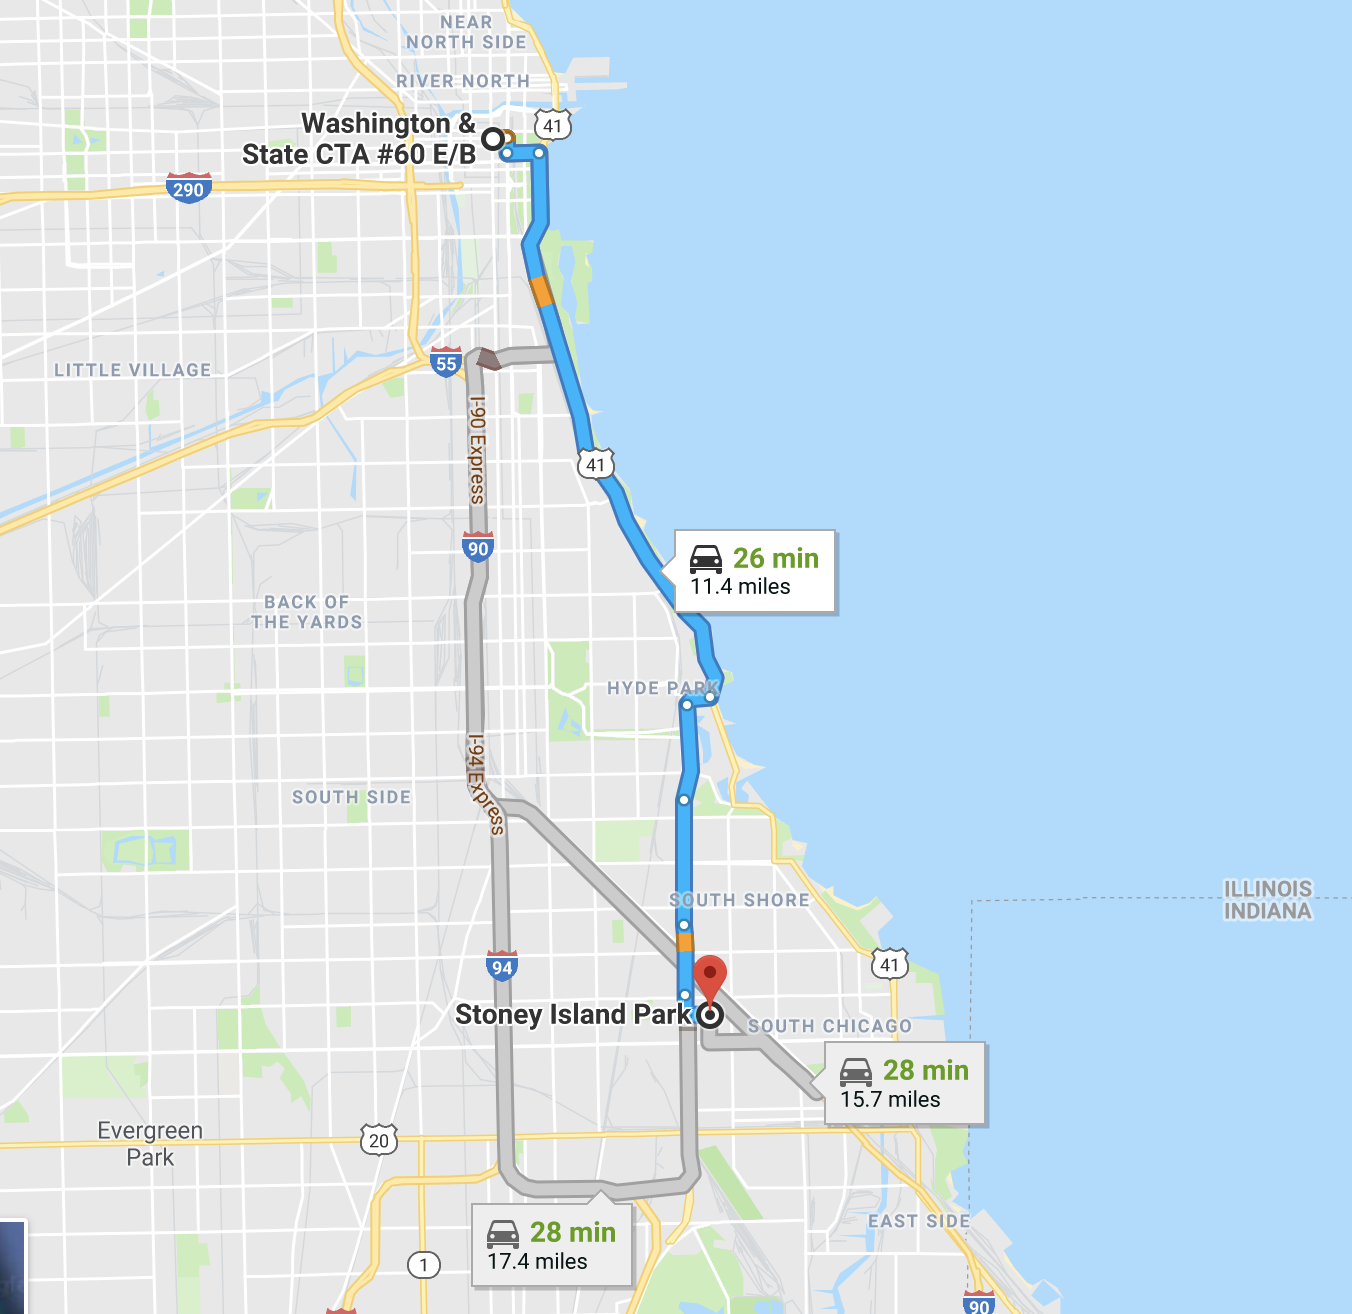 NEAR
NORTH SIDE
RIVER NORTH
41
Washington &
State CTA #60 E/B
290
LITTLE VILLAGE
55
I-90 Express
41
90
26 min
11.4 miles
BACK OF
THE YARDS
HYDE PARK
I-94 Express
SOUTH SIDE
SOUTH SHORE
ILLINOIS
INDIANA
94
41
Stoney Island Park
SOUTH CHICAGO
28 min
15.7 miles
Evergreen
Park
20
EAST SIDE
28 min
17.4 miles
1
90